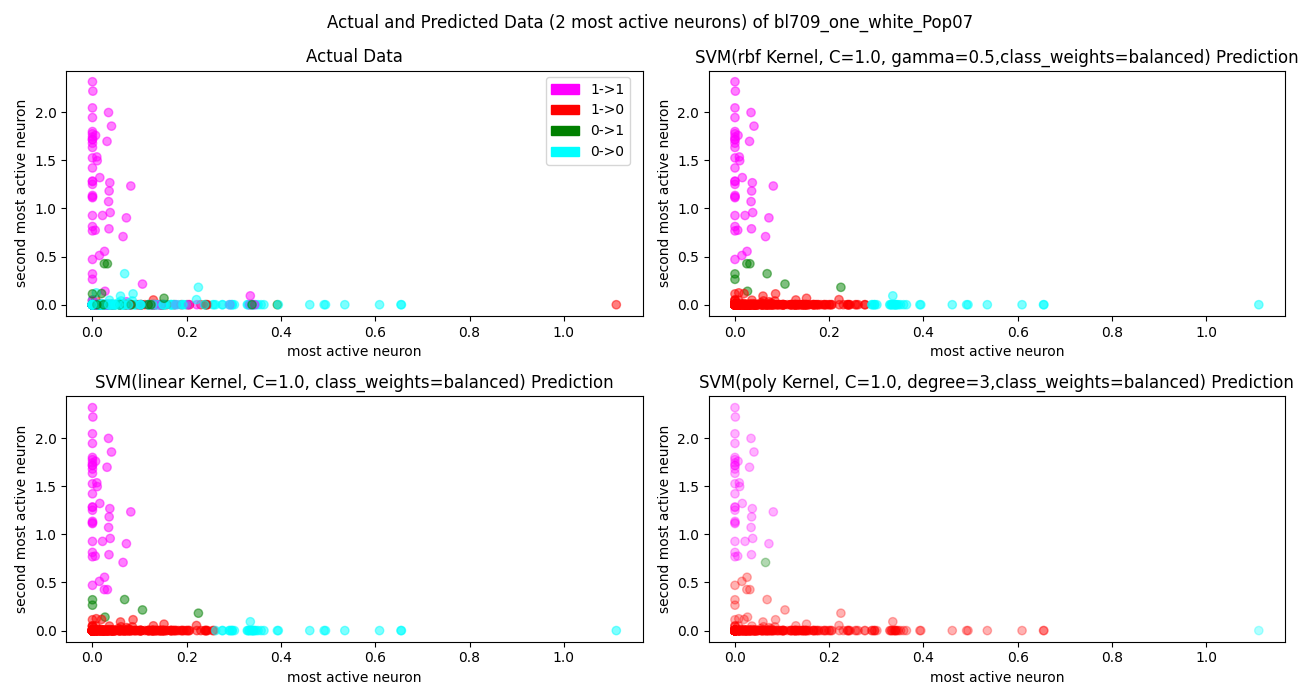 Actual and Predicted Data (2 most active neurons) of bl709_one_white_Pop07
Actual Data
2.0
1.5
1.0
0.5
0.0
second most active neuron
1->1
1->0
0->1
0->0
0.0 0.2 0.4 0.6 0.8 1.0
most active neuron
SVM(rbf Kernel, C=1.0, gamma=0.5,class_weights=balanced) Prediction
2.0
1.5
1.0
0.5
0.0
second most active neuron
0.0 0.2 0.4 0.6 0.8 1.0
most active neuron
SVM(linear Kernel, C=1.0, class_weights=balanced) Prediction
2.0
1.5
1.0
0.5
0.0
second most active neuron
0.0 0.2 0.4 0.6 0.8 1.0
most active neuron
SVM(poly Kernel, C=1.0, degree=3,class_weights=balanced) Prediction
2.0
1.5
1.0
0.5
0.0
second most active neuron
0.0 0.2 0.4 0.6 0.8 1.0
most active neuron